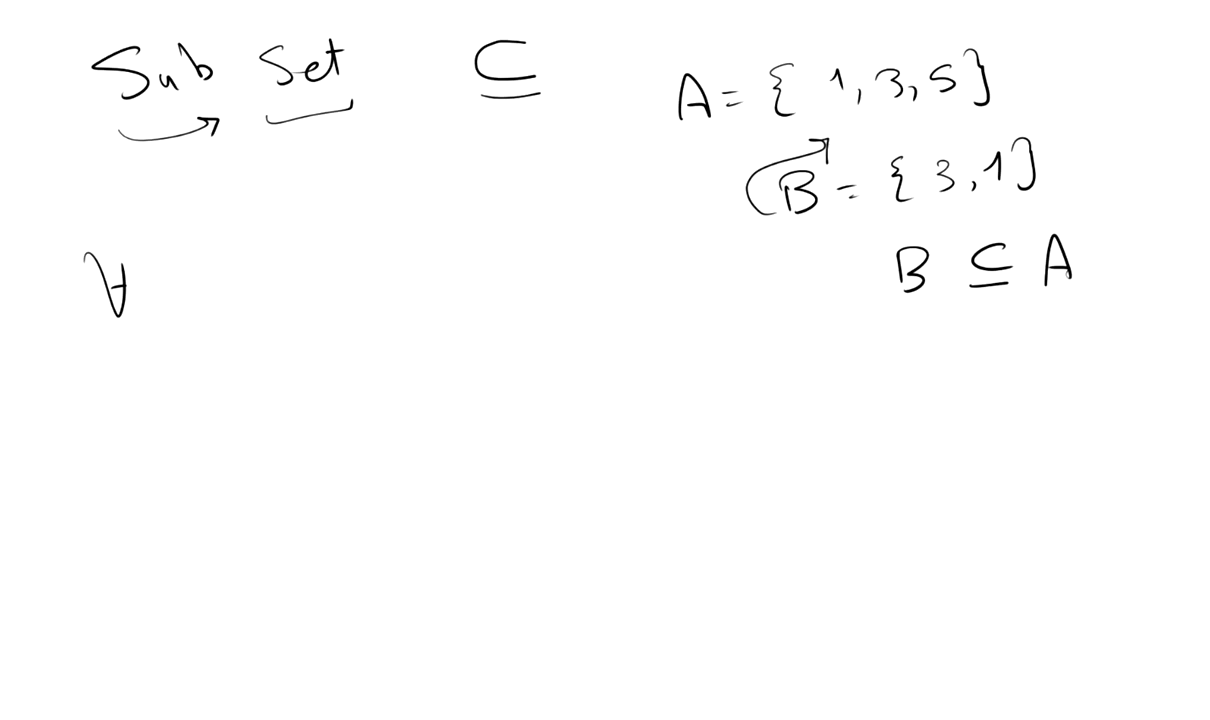 Sub Set ⊆
A = { 1, 3, 5 }
B = { 3, 1 }
B ⊆ A
∀